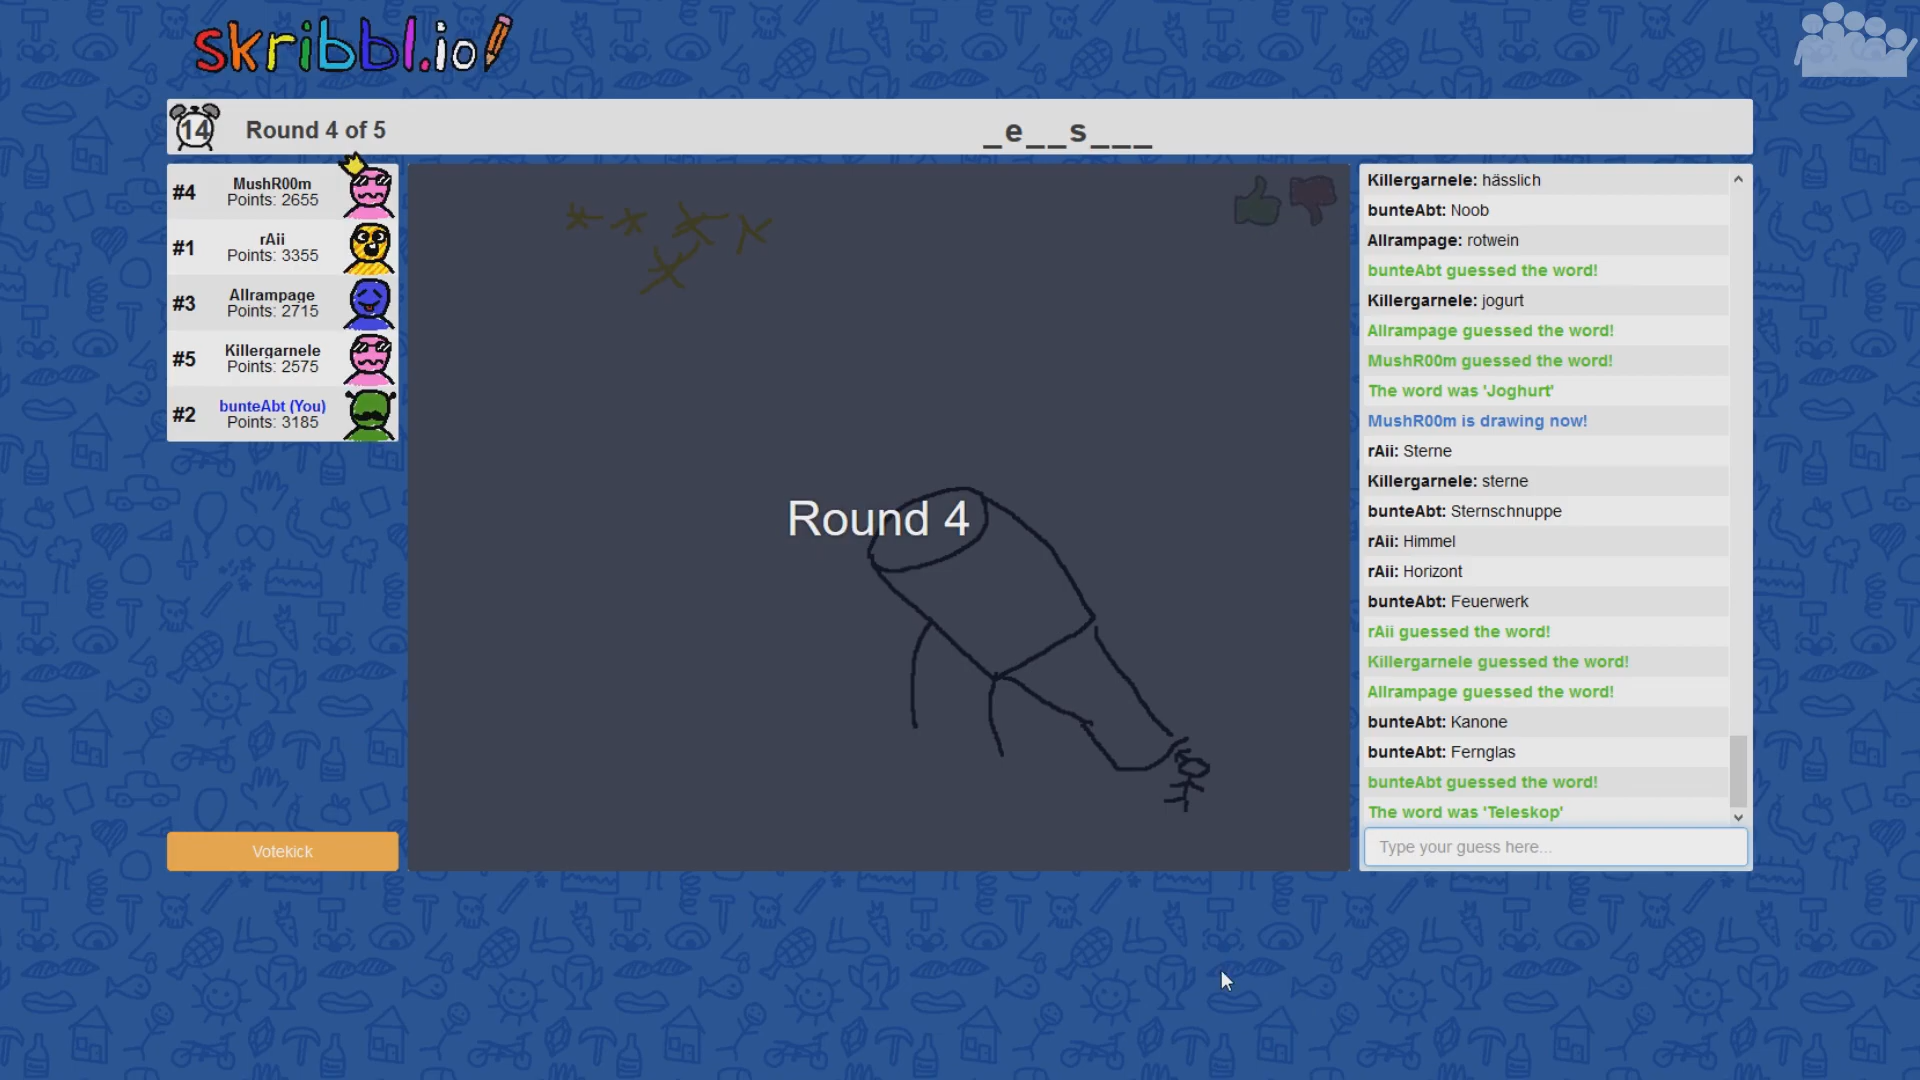 skribbl.io
14
Round 4 of 5
_e__s___
#4
MushR00m
Points: 2655
#1
rAii
Points: 3355
#3
Allrampage
Points: 2715
#5
Killergarnele
Points: 2575
#2
bunteAbt (You)
Points: 3185
Votekick
Round 4
Killergarnele: hässlich
bunteAbt: Noob
Allrampage: rotwein
bunteAbt guessed the word!
Killergarnele: jogurt
Allrampage guessed the word!
MushR00m guessed the word!
The word was 'Joghurt'
MushR00m is drawing now!
rAii: Sterne
Killergarnele: sterne
bunteAbt: Sternschnuppe
rAii: Himmel
rAii: Horizont
bunteAbt: Feuerwerk
rAii guessed the word!
Killergarnele guessed the word!
Allrampage guessed the word!
bunteAbt: Kanone
bunteAbt: Fernglas
bunteAbt guessed the word!
The word was 'Teleskop'
Type your guess here...